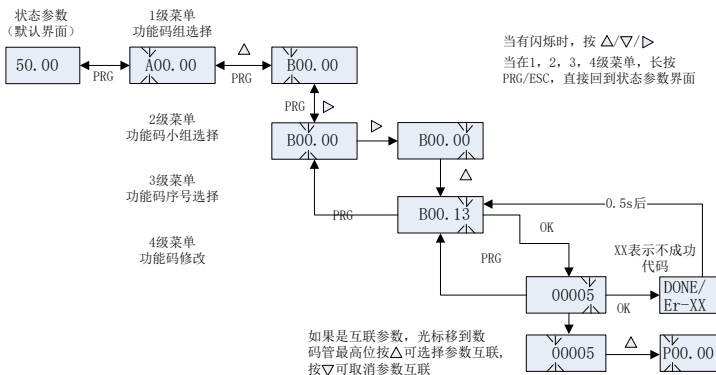 状态参数
(默认界面)
1级菜单
功能码组选择
50.00
PRG
A00.00
△
PRG
B00.00
当有闪烁时，按 △/▽/▷
当在1, 2, 3, 4级菜单，长按
PRG/ESC，直接回到状态参数界面
PRG ▷
2级菜单
功能码小组选择
B00.00
▷
B00.00
△
3级菜单
功能码序号选择
PRG
B00.13
0.5s后
OK
4级菜单
功能码修改
PRG
XX表示不成功
代码
00005
OK
DONE/
Er-XX
如果是互联参数，光标移到数
码管最高位按△可选择参数互联,
按▽可取消参数互联
00005
△
P00.00